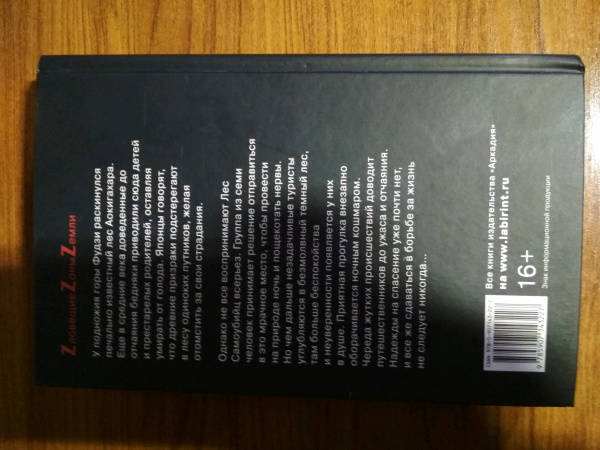 Zловещие Zоны Zемли
У подножия горы Фудзи раскинулся
печально известный лес Аокигахара.
Еще в средние века доведенные до
отчаяния бедняки приводили сюда детей
и престарелых родителей, оставляя
умирать от голода. Японцы говорят,
что древние призраки подстерегают
в лесу одиноких путников, желая
отомстить за свои страдания.
Однако не все воспринимают Лес
Самоубийц всерьез. Группа из семи
человек принимает решение отправиться
в это мрачное место, чтобы провести
на природе ночь и пощекотать нервы.
Но чем дальше незадачливые туристы
углубляются в безмолвный темный лес,
там больше беспокойства
и неуверенности появляется у них
в душе. Приятная прогулка внезапно
оборачивается ночным кошмаром.
Череда жутких происшествий доводит
путешественников до ужаса и отчаяния.
Надежды на спасение уже почти нет,
и все же сдаваться в борьбе за жизнь
не следует никогда...
Все книги издательства «Аркадия»
на www.labirint.ru
16+
Знак информационной продукции